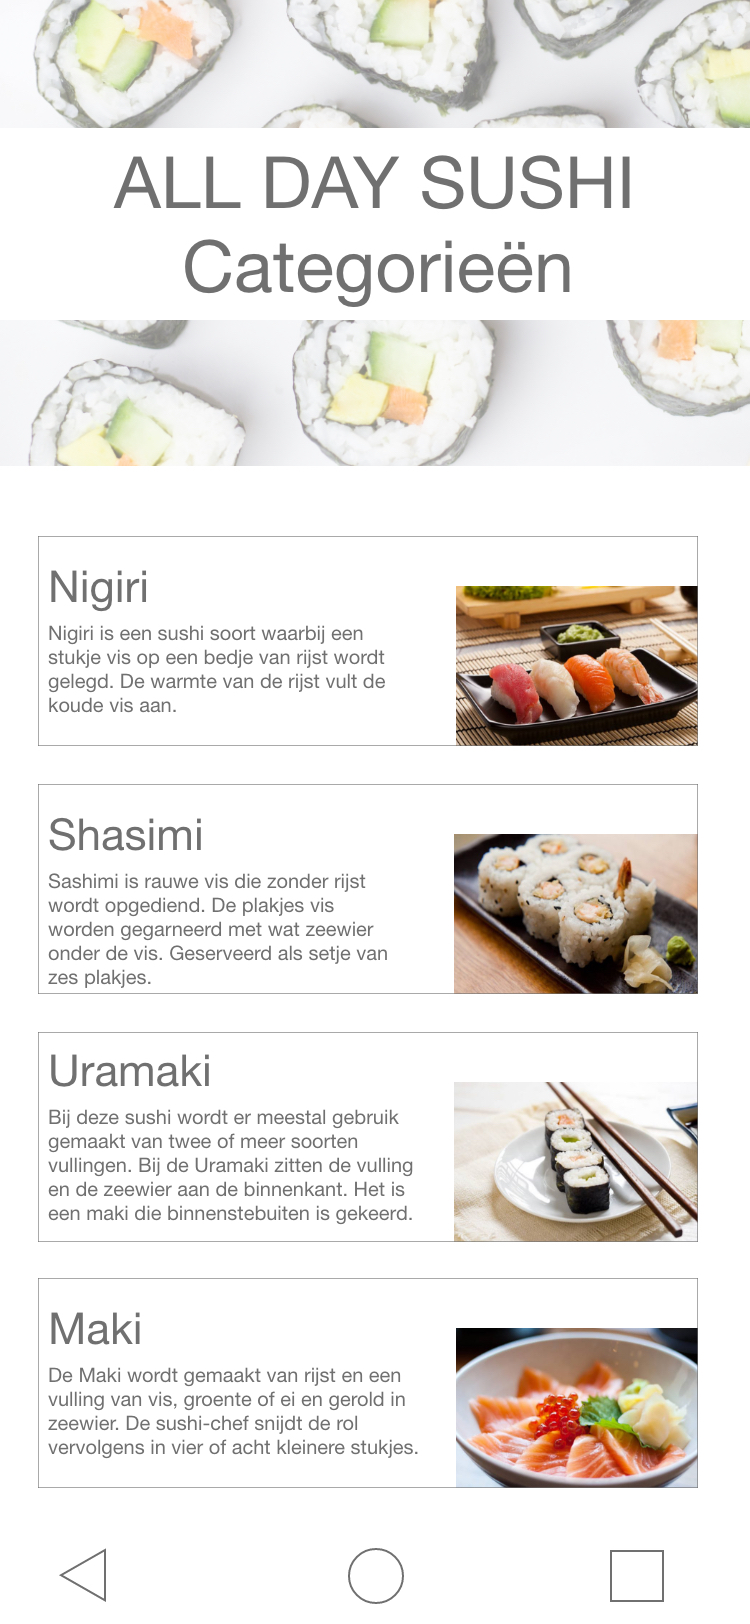 ALL DAY SUSHI
Categorieën
Nigiri
Nigiri is een sushi soort waarbij een
stukje vis op een bedje van rijst wordt
gelegd. De warmte van de rijst vult de
koude vis aan.
Shasimi
Sashimi is rauwe vis die zonder rijst
wordt opgediend. De plakjes vis
worden gegarneerd met wat zeewier
onder de vis. Geserveerd als setje van
zes plakjes.
Uramaki
Bij deze sushi wordt er meestal gebruik
gemaakt van twee of meer soorten
vullingen. Bij de Uramaki zitten de vulling
en de zeewier aan de binnenkant. Het is
een maki die binnenstebuiten is gekeerd.
Maki
De Maki wordt gemaakt van rijst en een
vulling van vis, groente of ei en gerold in
zeewier. De sushi-chef snijdt de rol
vervolgens in vier of acht kleinere stukjes.